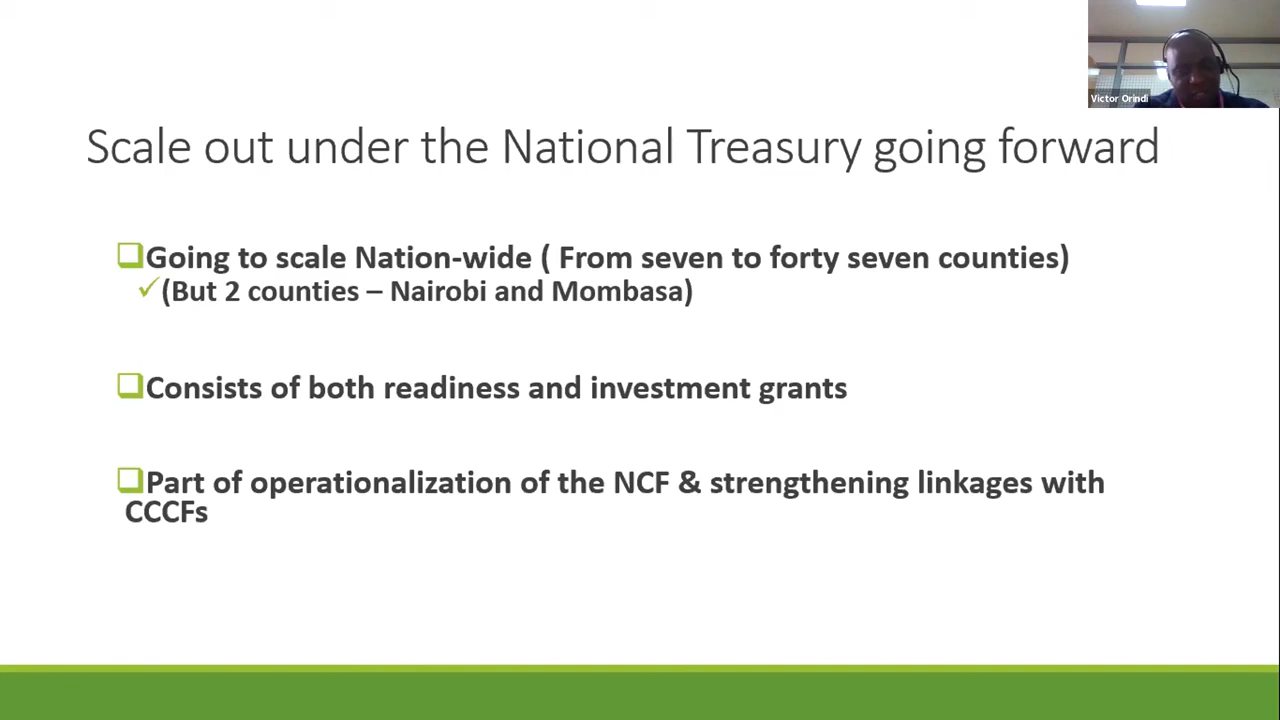 Victor Orindi
Scale out under the National Treasury going forward
Going to scale Nation-wide ( From seven to forty seven counties)
(But 2 counties – Nairobi and Mombasa)
Consists of both readiness and investment grants
Part of operationalization of the NCF & strengthening linkages with
CCCFs